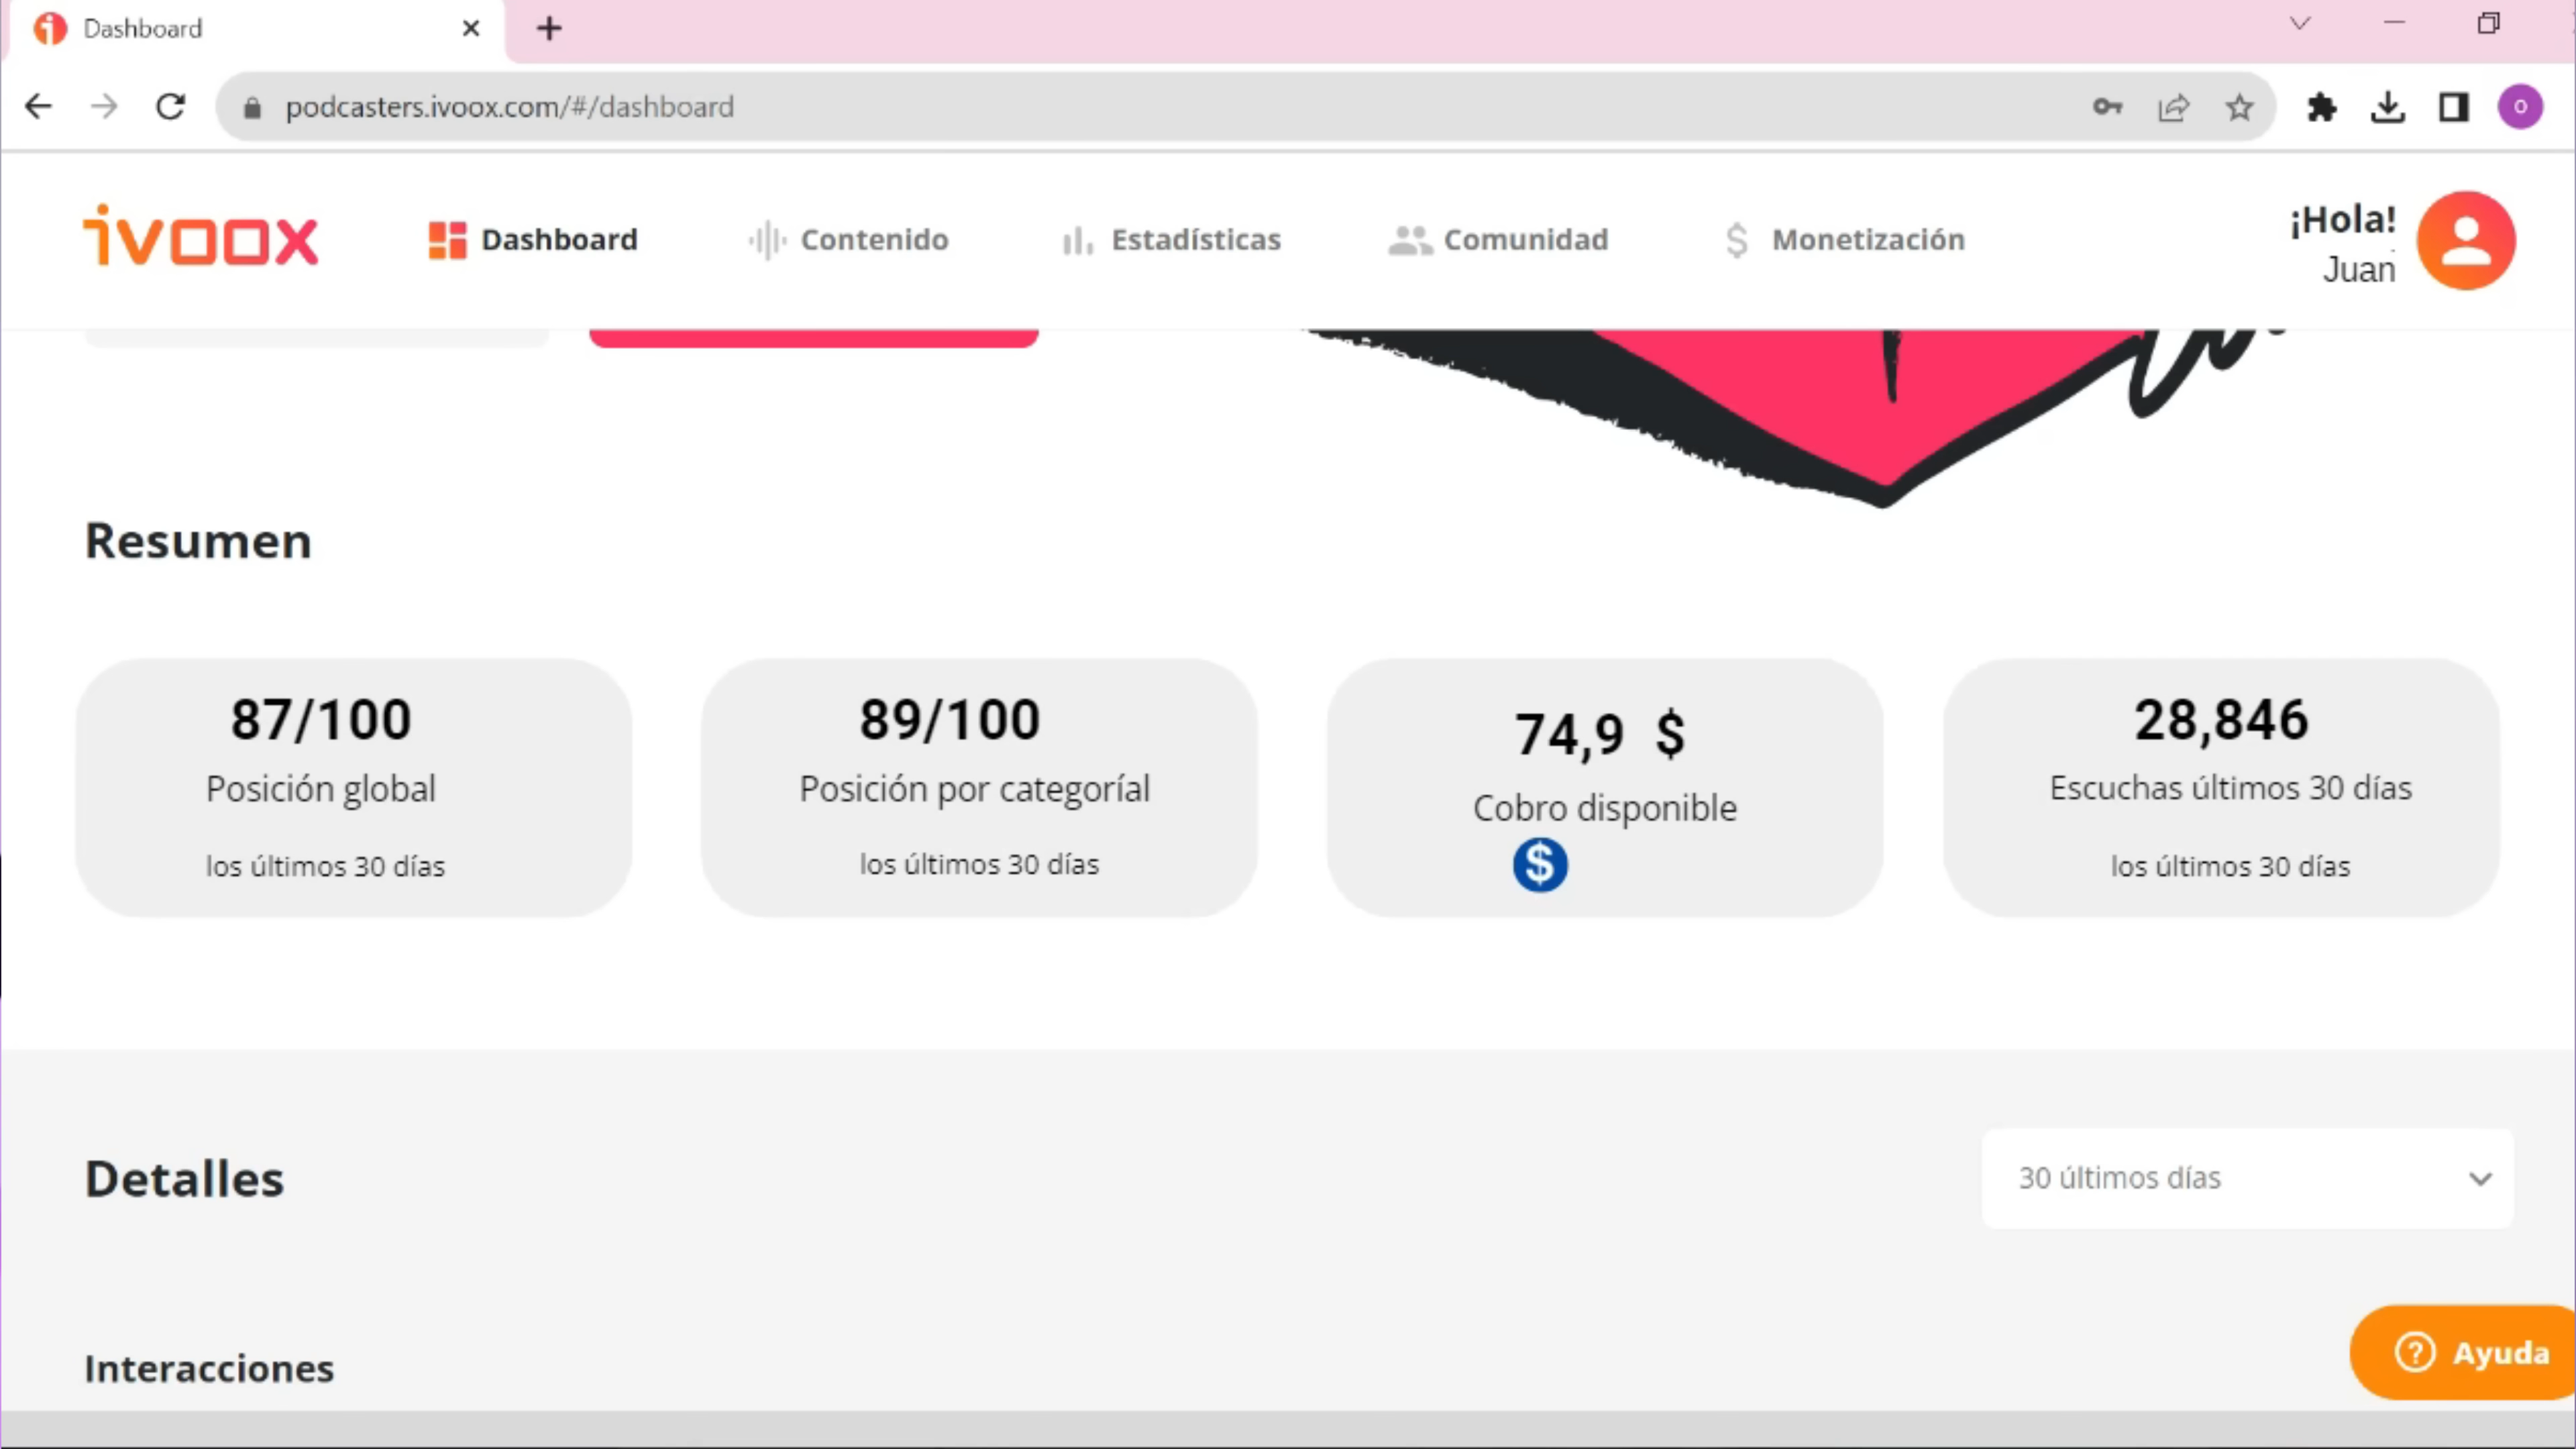 Dashboard
podcasters.ivoox.com/#/dashboard
O
ivoox
Dashboard
Contenido
Estadísticas
Comunidad
$ Monetización
¡Hola!
Juan
Resumen
87/100
Posición global
los últimos 30 días
89/100
Posición por categoríal
los últimos 30 días
74,9 $
Cobro disponible
$
28,846
Escuchas últimos 30 días
los últimos 30 días
Detalles
30 últimos días
Interacciones
? Ayuda